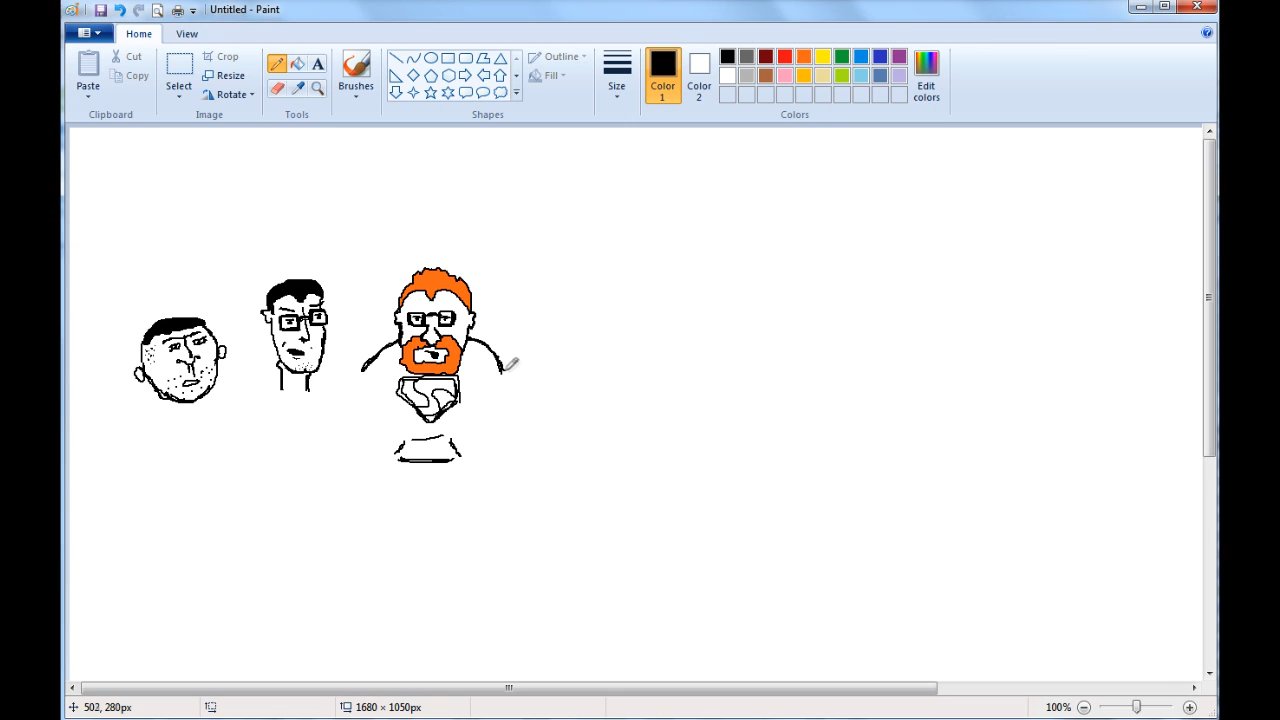 Untitled - Paint
Home
View
Paste
Cut
Copy
Clipboard
Select
Crop
Resize
Rotate
Image
A
Tools
Brushes
Outline
Fill
Shapes
Size
Color
1
Color
2
Edit
colors
Colors
502, 280px
1680 × 1050px
100%